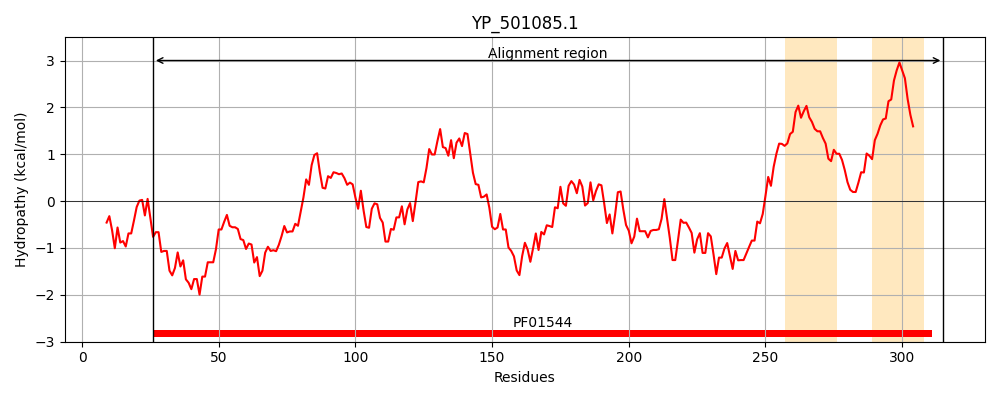 YP_501085.1
Alignment region
Hydropathy (kcal/mol)
3
2
1
0
−1
−2
−3
PF01544
0 50 100 150 200 250 300
Residues